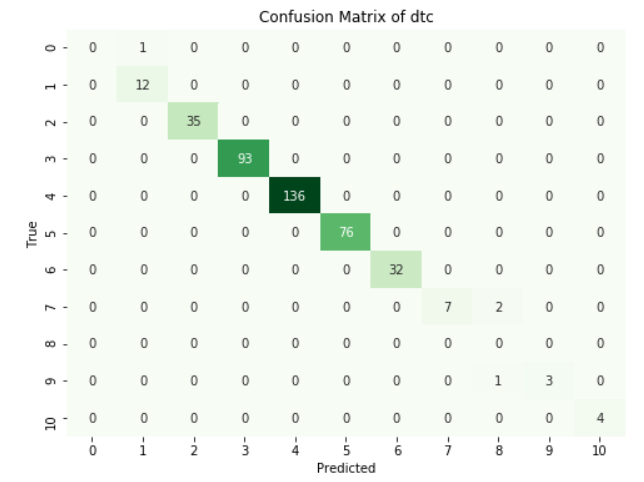 Confusion Matrix of dtc
True
0 0 1 0 0 0 0 0 0 0 0 0
1 0 12 0 0 0 0 0 0 0 0 0
2 0 0 35 0 0 0 0 0 0 0 0
3 0 0 0 93 0 0 0 0 0 0 0
4 0 0 0 0 136 0 0 0 0 0 0
5 0 0 0 0 0 76 0 0 0 0 0
6 0 0 0 0 0 0 32 0 0 0 0
7 0 0 0 0 0 0 0 7 2 0 0
8 0 0 0 0 0 0 0 0 0 0 0
9 0 0 0 0 0 0 0 0 1 3 0
10 0 0 0 0 0 0 0 0 0 0 4
0 1 2 3 4 5 6 7 8 9 10
Predicted